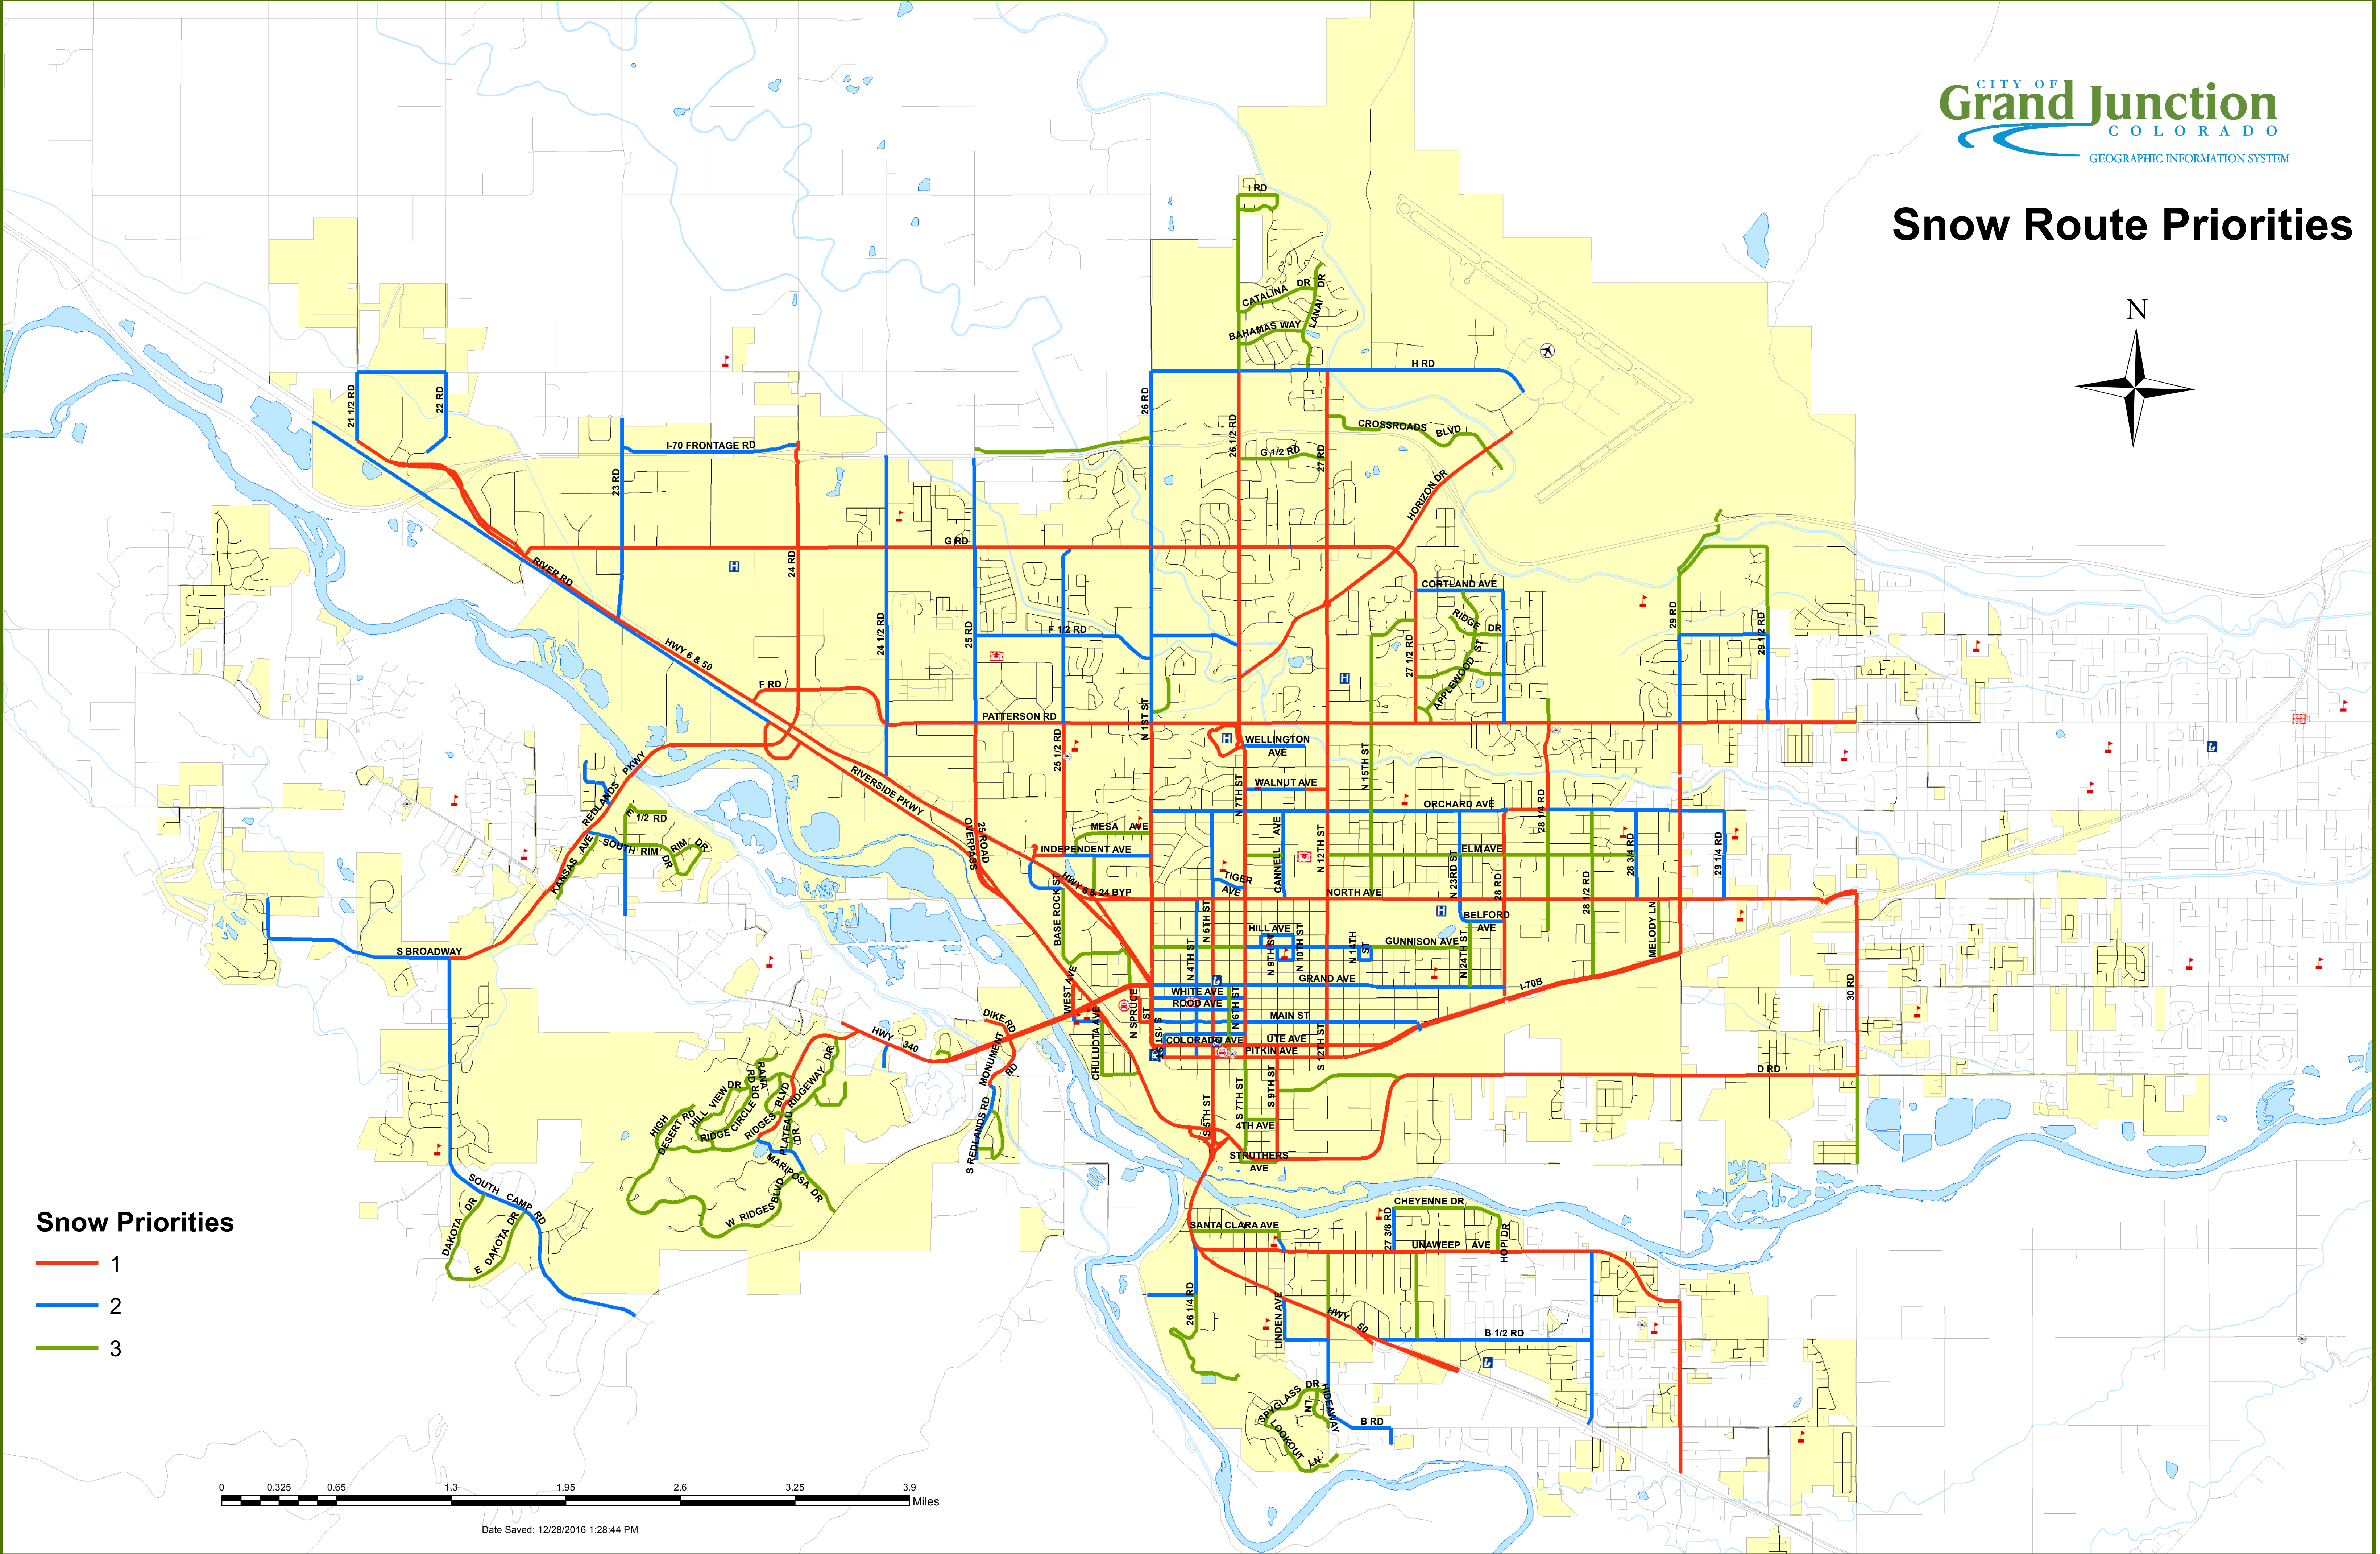 CITY OF
Grand Junction
COLORADO
GEOGRAPHIC INFORMATION SYSTEM
Snow Route Priorities
N
I RD
CATALINA DR
LANAI DR
BAHAMAS WAY
H RD
21 1/2 RD
22 RD
26 RD
26 1/2 RD
27 RD
CROSSROADS BLVD
I-70 FRONTAGE RD
G 1/2 RD
23 RD
HORIZON DR
G RD
24 RD
RIVER RD
CORTLAND AVE
RIDGE DR
29 RD
29 1/2 RD
24 1/2 RD
25 RD
F 1/2 RD
27 1/2 RD
APPLEWOOD ST
HWY 6 & 50
F RD
PATTERSON RD
N 1ST ST
25 1/2 RD
WELLINGTON
AVE
N 15TH ST
REDLANDS PKWY
RIVERSIDE PKWY
N 7TH ST
WALNUT AVE
ORCHARD AVE
28 1/4 RD
E 1/2 RD
MESA AVE
25 ROAD
OVERPASS
CANNELL AVE
N 12TH ST
28 3/4 RD
29 1/4 RD
KANSAS AVE
SOUTH RIM DR
RIM DR
INDEPENDENT AVE
ELM AVE
N 23RD ST
28 RD
28 1/2 RD
HWY 6 & 24 BYP
TIGER
AVE
NORTH AVE
BASE ROCK ST
N 5TH ST
BELFORD
AVE
MELODY LN
HILL AVE
N 4TH ST
N 9TH ST
N 10TH ST
N 14TH
ST
GUNNISON AVE
N 24TH ST
S BROADWAY
WEST AVE
GRAND AVE
I-70B
30 RD
WHITE AVE
ROOD AVE
N SPRUCE
ST
N 6TH ST
MAIN ST
S 1ST ST
DIKE RD
HWY 340
CHULUOTA AVE
COLORADO AVE
UTE AVE
PITKIN AVE
S 12TH ST
MONUMENT
RD
D RD
RANA
RD
HILL VIEW DR
RIDGE CIRCLE DR
RIDGES BLVD
RIDGEWAY DR
PLATEAU
DR
HIGH
DESERT RD
S REDLANDS RD
S 5TH ST
S 7TH ST
S 9TH ST
4TH AVE
STRUTHERS
AVE
MARIPOSA DR
W RIDGES BLVD
SOUTH CAMP RD
DAKOTA DR
E DAKOTA DR
CHEYENNE DR
SANTA CLARA AVE
27 3/8 RD
UNAWEEP AVE
HOPI DR
26 1/4 RD
LINDEN AVE
HWY 50
B 1/2 RD
SPYGLASS DR
HIDEAWAY
LN
B RD
LOOKOUT LN
Snow Priorities
1
2
3
0 0.325 0.65 1.3 1.95 2.6 3.25 3.9
Miles
Date Saved: 12/28/2016 1:28:44 PM